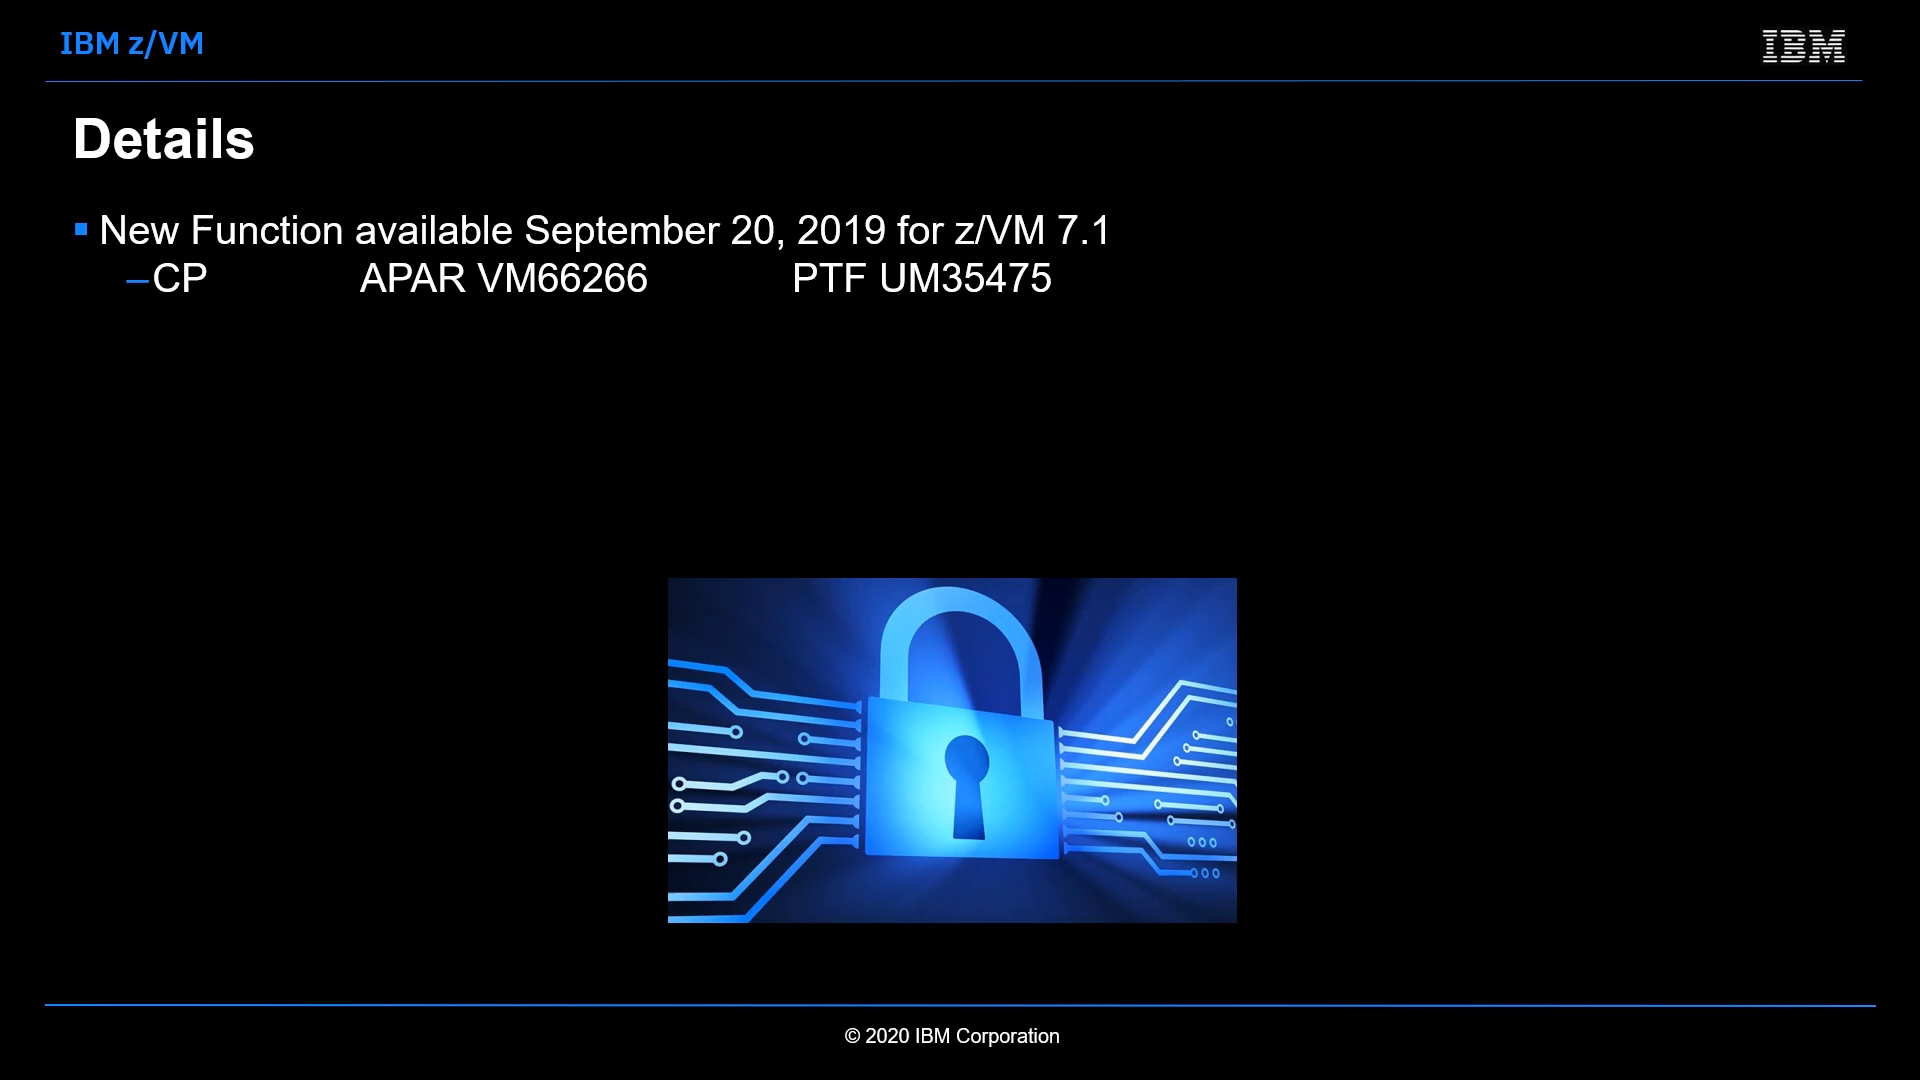 IBM z/VM
IBM
Details
New Function available September 20, 2019 for z/VM 7.1
–CP APAR VM66266 PTF UM35475
© 2020 IBM Corporation